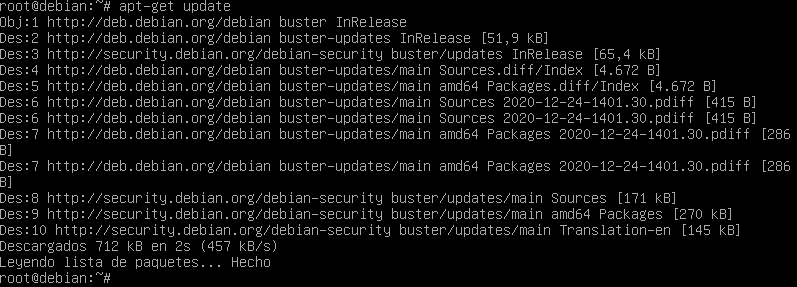 root@debian:~# apt-get update
Obj:1 http://deb.debian.org/debian buster InRelease
Des:2 http://deb.debian.org/debian buster-updates InRelease [51,9 kB]
Des:3 http://security.debian.org/debian-security buster/updates InRelease [65,4 kB]
Des:4 http://deb.debian.org/debian buster-updates/main Sources.diff/Index [4.672 B]
Des:5 http://deb.debian.org/debian buster-updates/main amd64 Packages.diff/Index [4.672 B]
Des:6 http://deb.debian.org/debian buster-updates/main Sources 2020-12-24-1401.30.pdiff [415 B]
Des:6 http://deb.debian.org/debian buster-updates/main Sources 2020-12-24-1401.30.pdiff [415 B]
Des:7 http://deb.debian.org/debian buster-updates/main amd64 Packages 2020-12-24-1401.30.pdiff [286
B]
Des:7 http://deb.debian.org/debian buster-updates/main amd64 Packages 2020-12-24-1401.30.pdiff [286
B]
Des:8 http://security.debian.org/debian-security buster/updates/main Sources [171 kB]
Des:9 http://security.debian.org/debian-security buster/updates/main amd64 Packages [270 kB]
Des:10 http://security.debian.org/debian-security buster/updates/main Translation-en [145 kB]
Descargados 712 kB en 2s (457 kB/s)
Leyendo lista de paquetes... Hecho
root@debian:~#